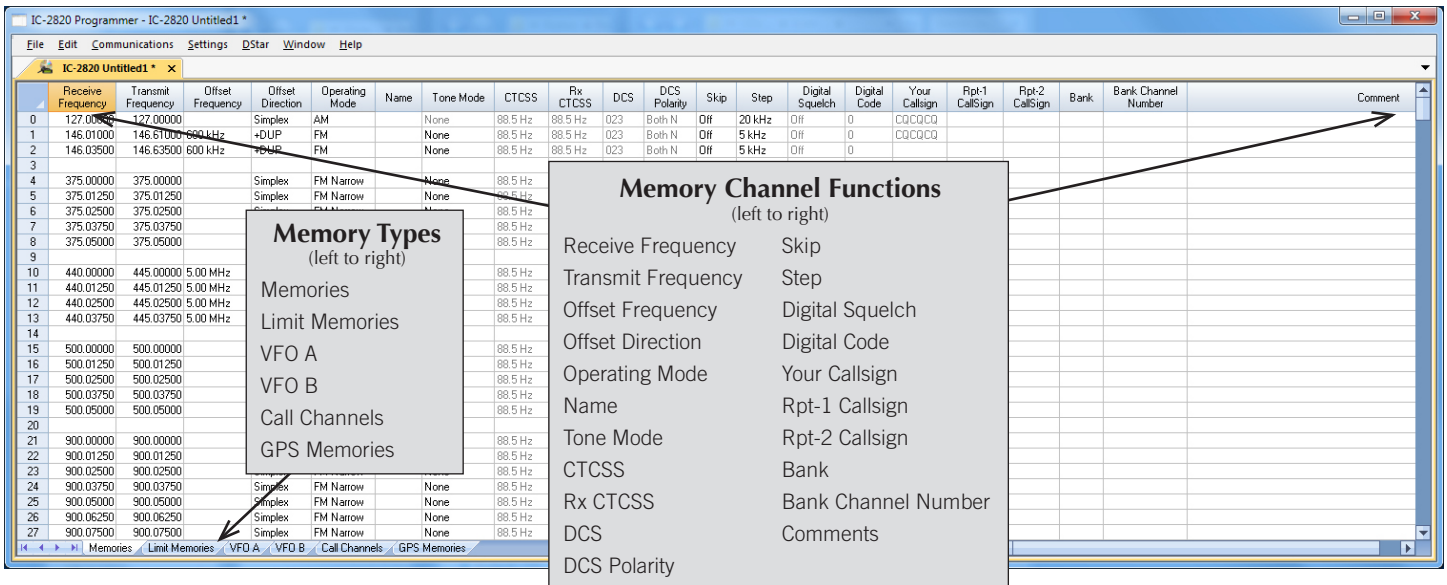 IC-2820 Programmer - IC-2820 Untitled1 *
File Edit Communications Settings DStar Window Help
IC-2820 Untitled1 * x
Receive Frequency Transmit Frequency Offset Frequency Offset Direction Operating Mode Name Tone Mode CTCSS Rx CTCSS DCS DCS Polarity Skip Step Digital Squelch Digital Code Your Callsign Rpt-1 CallSign Rpt-2 CallSign Bank Bank Channel Number Comment
0 127.00000 127.00000 Simplex AM None 88.5 Hz 88.5 Hz 023 Both N Off 20 kHz Off 0 CQCQCQ
1 146.01000 146.61000 600 kHz +DUP FM None 88.5 Hz 88.5 Hz 023 Both N Off 5 kHz Off 0 CQCQCQ
2 146.03500 146.63500 600 kHz +DUP FM None 88.5 Hz 88.5 Hz 023 Both N Off 5 kHz Off 0
3
4 375.00000 375.00000 Simplex FM Narrow None 88.5 Hz
5 375.01250 375.01250 Simplex FM Narrow None 88.5 Hz
6 375.02500 375.02500 88.5 Hz
7 375.03750 375.03750 88.5 Hz
8 375.05000 375.05000 88.5 Hz
9
10 440.00000 445.00000 5.00 MHz 88.5 Hz
11 440.01250 445.01250 5.00 MHz 88.5 Hz
12 440.02500 445.02500 5.00 MHz 88.5 Hz
13 440.03750 445.03750 5.00 MHz 88.5 Hz
14
15 500.00000 500.00000 88.5 Hz
16 500.01250 500.01250 88.5 Hz
17 500.02500 500.02500 88.5 Hz
18 500.03750 500.03750 88.5 Hz
19 500.05000 500.05000 88.5 Hz
20
21 900.00000 900.00000 88.5 Hz
22 900.01250 900.01250 88.5 Hz
23 900.02500 900.02500 Simplex FM Narrow None 88.5 Hz
24 900.03750 900.03750 Simplex FM Narrow None 88.5 Hz
25 900.05000 900.05000 Simplex FM Narrow None 88.5 Hz
26 900.06250 900.06250 Simplex FM Narrow None 88.5 Hz
27 900.07500 900.07500 Simplex FM Narrow None 88.5 Hz
Memories Limit Memories VFO A VFO B Call Channels GPS Memories
Memory Types
(left to right)
Memories
Limit Memories
VFO A
VFO B
Call Channels
GPS Memories
Memory Channel Functions
(left to right)
Receive Frequency
Transmit Frequency
Offset Frequency
Offset Direction
Operating Mode
Name
Tone Mode
CTCSS
Rx CTCSS
DCS
DCS Polarity
Skip
Step
Digital Squelch
Digital Code
Your Callsign
Rpt-1 Callsign
Rpt-2 Callsign
Bank
Bank Channel Number
Comments